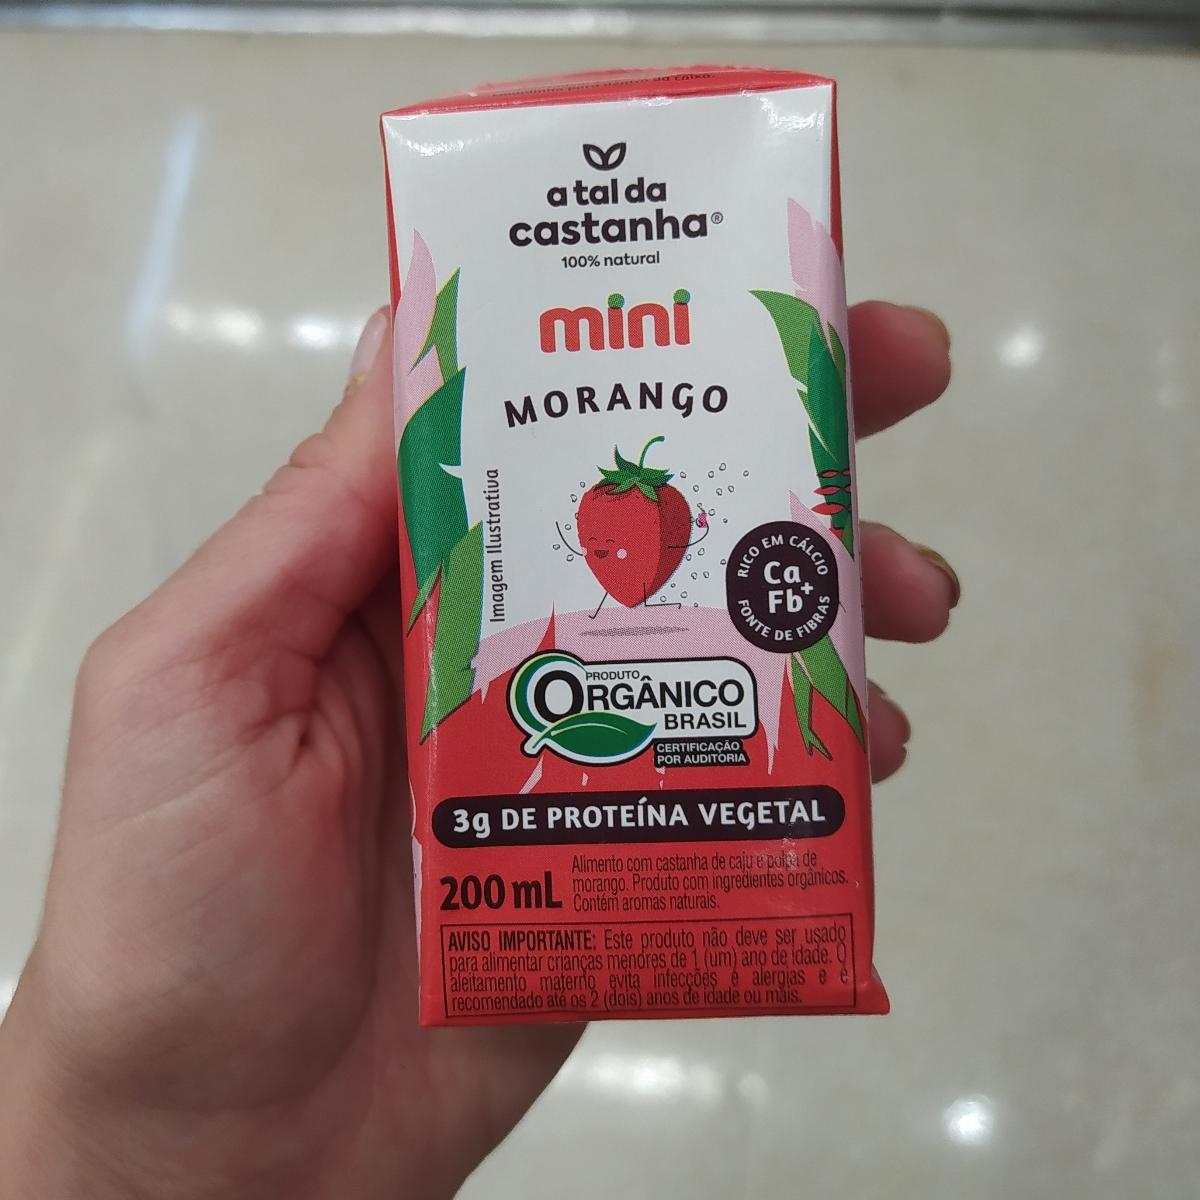 para dentro da caixa.
a tal da
castanha®
100% natural
mini
MORANGO
Imagem Ilustrativa
RICO EM CÁLCIO
Ca
Fb+
FONTE DE FIBRAS
PRODUTO
ORGÂNICO
BRASIL
CERTIFICAÇÃO
POR AUDITORIA
3g DE PROTEÍNA VEGETAL
200 mL
Alimento com castanha de caju e polpa de
morango. Produto com ingredientes orgânicos.
Contém aromas naturais.
AVISO IMPORTANTE: Este produto não deve ser usado
para alimentar crianças menores de 1 (um) ano de idade. O
aleitamento materno evita infecções e alergias e é
recomendado até os 2 (dois) anos de idade ou mais.